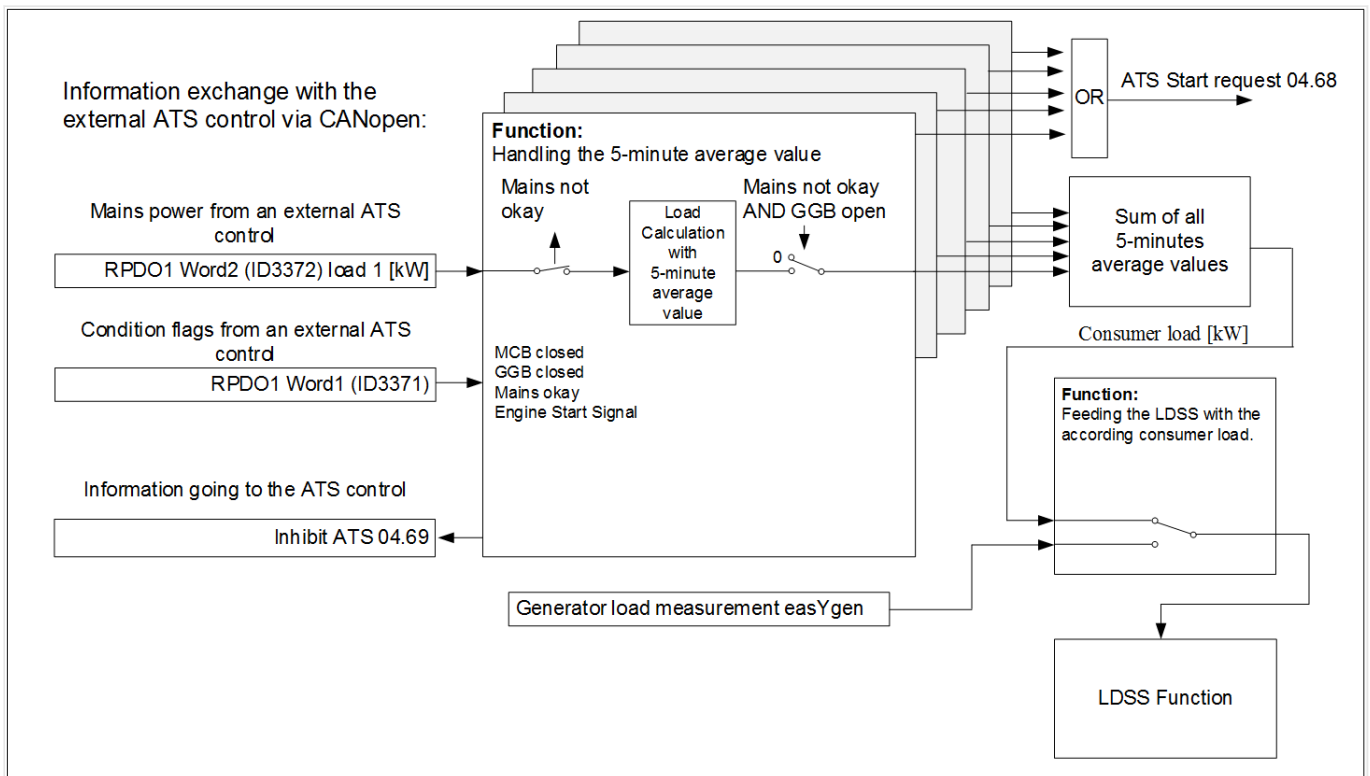 Information exchange with the
external ATS control via CANopen:
Mains power from an external ATS
control
RPDO1 Word2 (ID3372) load 1 [kW]
Condition flags from an external ATS
control
RPDO1 Word1 (ID3371)
Information going to the ATS control
Inhibit ATS 04.69
Function:
Handling the 5-minute average value
Mains not
okay
Load
Calculation
with
5-minute
average
value
Mains not okay
AND GGB open
0
MCB closed
GGB closed
Mains okay
Engine Start Signal
Generator load measurement easYgen
OR
ATS Start request 04.68
Sum of all
5-minutes
average values
Consumer load [kW]
Function:
Feeding the LDSS with the
according consumer load.
LDSS Function